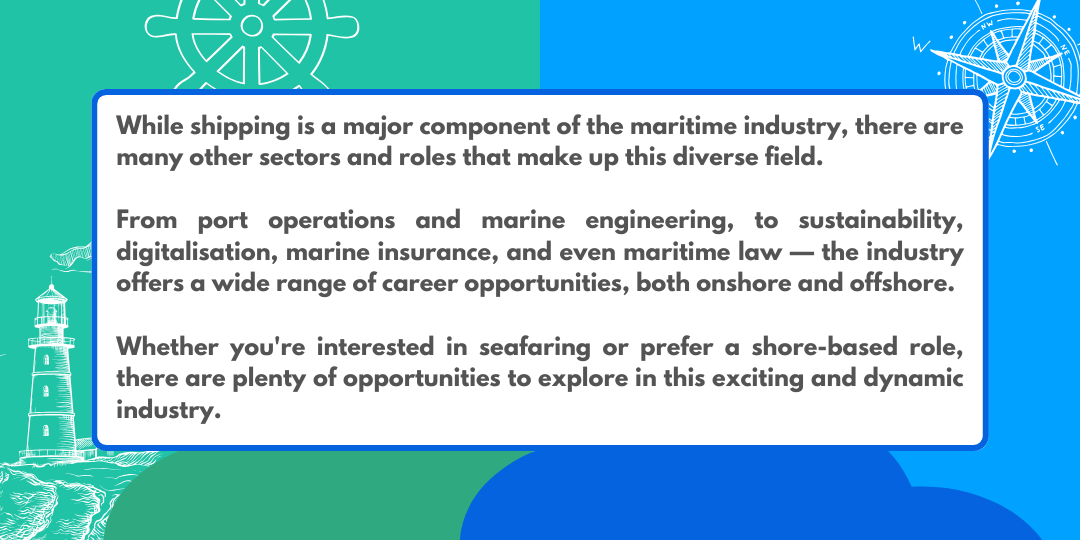 While shipping is a major component of the maritime industry, there are
many other sectors and roles that make up this diverse field.
From port operations and marine engineering, to sustainability,
digitalisation, marine insurance, and even maritime law — the industry
offers a wide range of career opportunities, both onshore and offshore.
Whether you're interested in seafaring or prefer a shore-based role,
there are plenty of opportunities to explore in this exciting and dynamic
industry.
W
NW
NE
SE